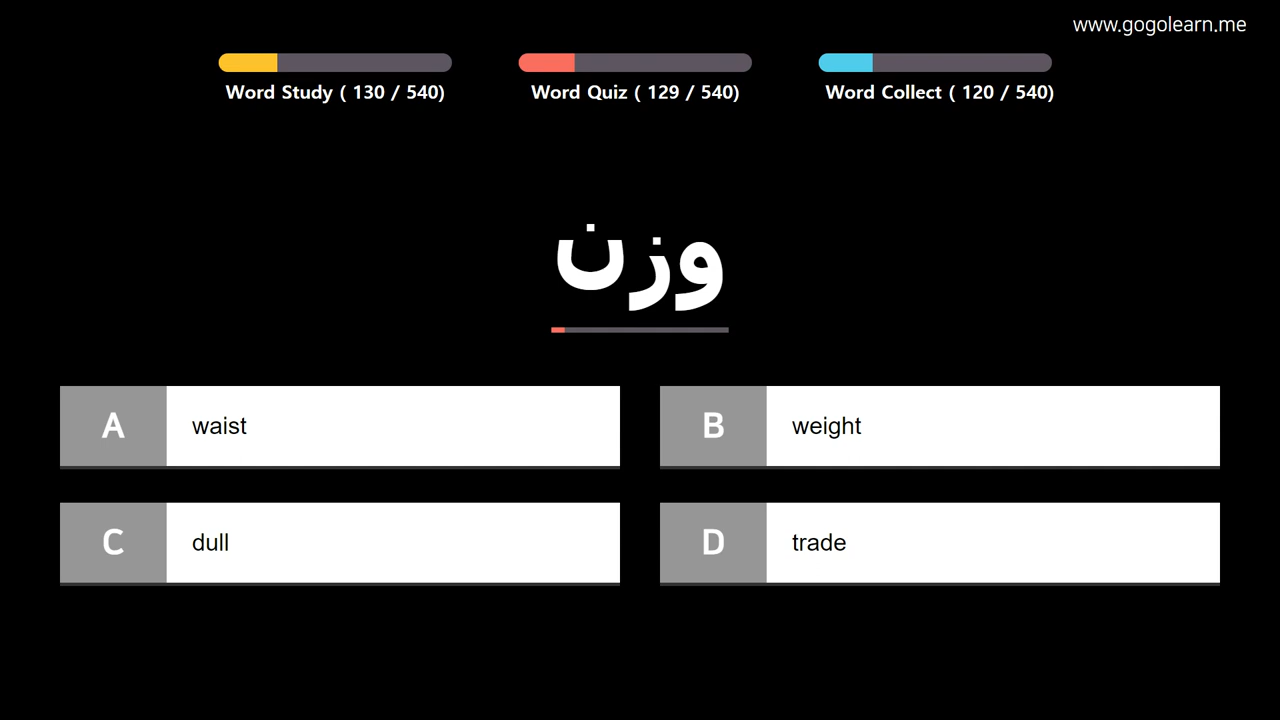 www.gogolearn.me
Word Study ( 130 / 540)
Word Quiz ( 129 / 540)
Word Collect ( 120 / 540)
وزن
A waist
B weight
C dull
D trade